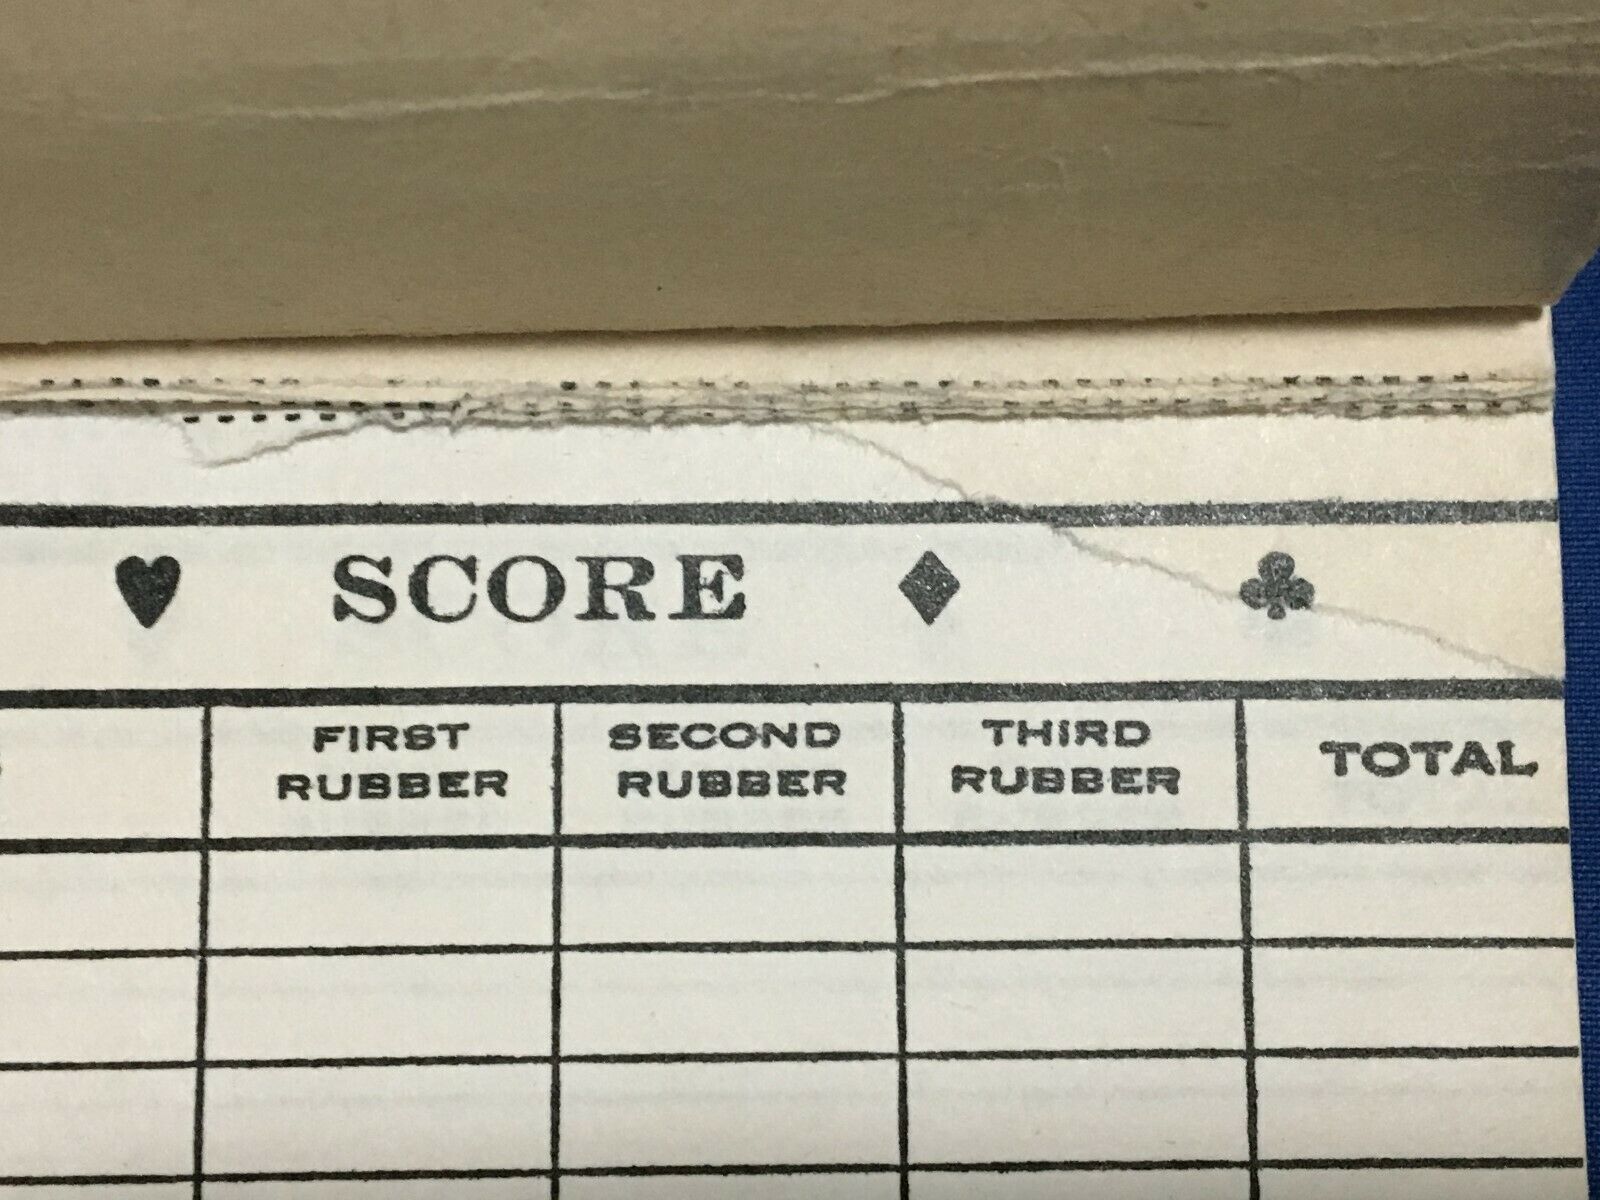 ♥ SCORE ♦ ♣
FIRST RUBBER
SECOND RUBBER
THIRD RUBBER
TOTAL